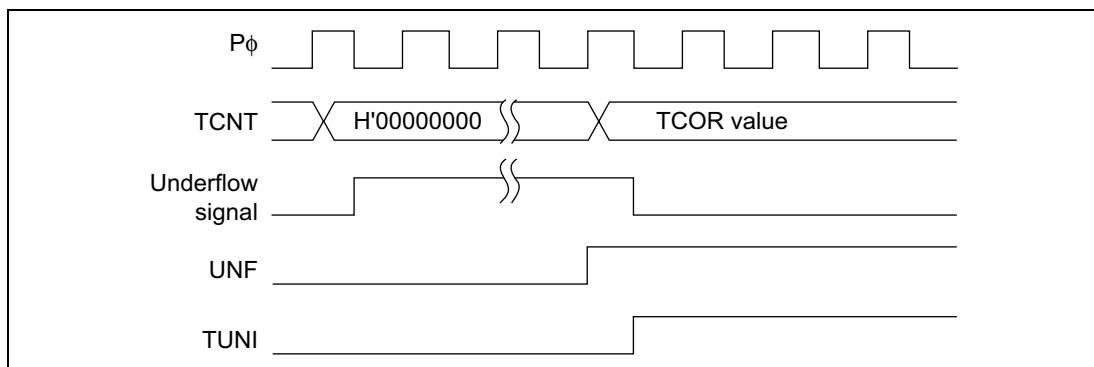 Pϕ
TCNT H'00000000 TCOR value
Underflow
signal
UNF
TUNI